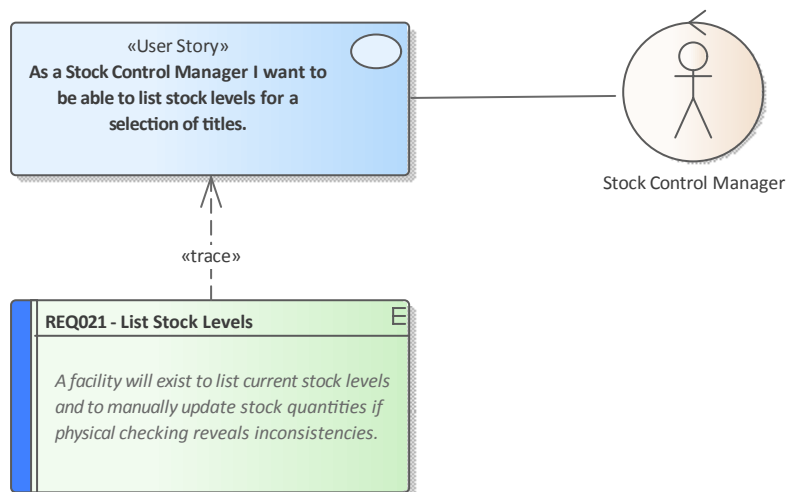 «User Story»
As a Stock Control Manager I want to
be able to list stock levels for a
selection of titles.
Stock Control Manager
«trace»
REQ021 - List Stock Levels
E
A facility will exist to list current stock levels
and to manually update stock quantities if
physical checking reveals inconsistencies.